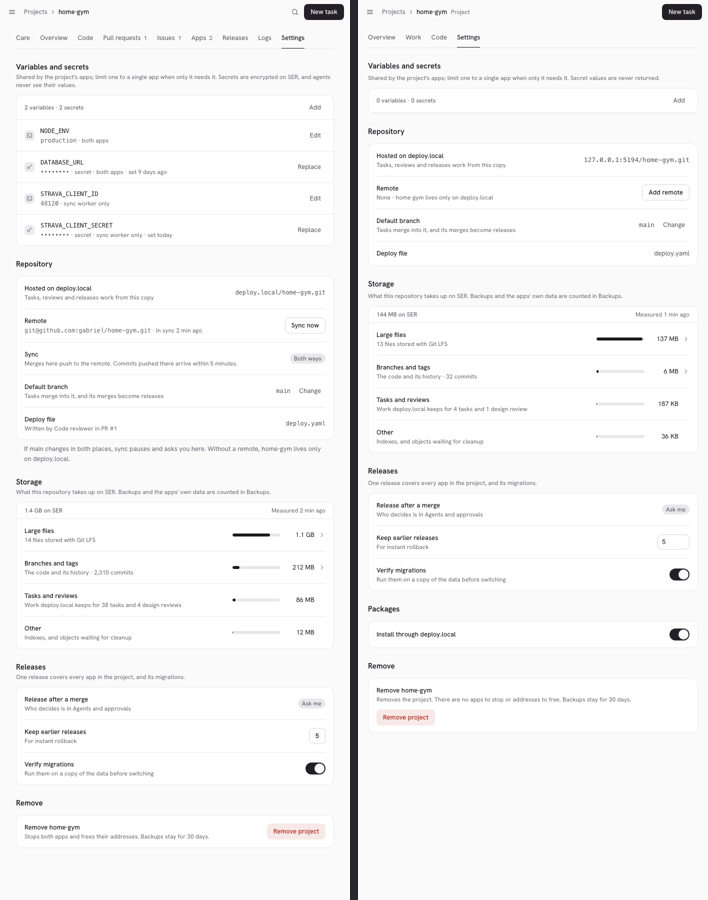 Projects > home-gym
New task
Care Overview Code Pull requests 1 Issues 1 Apps 2 Releases Logs Settings
Variables and secrets
Shared by the project's apps; limit one to a single app when only it needs it. Secrets are encrypted on SER, and agents
never see their values.
2 variables · 2 secrets
Add
NODE_ENV
production · both apps
Edit
DATABASE_URL
•••••••• · secret · both apps · set 9 days ago
Replace
STRAVA_CLIENT_ID
48120 · sync worker only
Edit
STRAVA_CLIENT_SECRET
•••••••• · secret · sync worker only · set today
Replace
Repository
Hosted on deploy.local
Tasks, reviews and releases work from this copy
deploy.local/home-gym.git
Remote
git@github.com:gabriel/home-gym.git · In sync 2 min ago
Sync now
Sync
Merges here push to the remote. Commits pushed there arrive within 5 minutes.
Both ways
Default branch
Tasks merge into it, and its merges become releases
main Change
Deploy file
Written by Code reviewer in PR #1
deploy.yaml
If main changes in both places, sync pauses and asks you here. Without a remote, home-gym lives only
on deploy.local.
Storage
What this repository takes up on SER. Backups and the apps' own data are counted in Backups.
1.4 GB on SER
Measured 2 min ago
Large files
14 files stored with Git LFS
1.1 GB >
Branches and tags
The code and its history · 2,310 commits
212 MB >
Tasks and reviews
Work deploy.local keeps for 38 tasks and 4 design reviews
86 MB
Other
Indexes, and objects waiting for cleanup
12 MB
Releases
One release covers every app in the project, and its migrations.
Release after a merge
Who decides is in Agents and approvals
Ask me
Keep earlier releases
For instant rollback
5
Verify migrations
Run them on a copy of the data before switching
Remove
Remove home-gym
Stops both apps and frees their addresses. Backups stay for 30 days.
Remove project
Projects > home-gym Project
New task
Overview Work Code Settings
Variables and secrets
Shared by the project's apps; limit one to a single app when only it needs it. Secret values are never returned.
0 variables · 0 secrets
Add
Repository
Hosted on deploy.local
Tasks, reviews and releases work from this copy
127.0.0.1:5194/home-gym.git
Remote
None · home-gym lives only on deploy.local
Add remote
Default branch
Tasks merge into it, and its merges become releases
main Change
Deploy file
deploy.yaml
Storage
What this repository takes up on SER. Backups and the apps' own data are counted in Backups.
144 MB on SER
Measured 1 min ago
Large files
13 files stored with Git LFS
137 MB >
Branches and tags
The code and its history · 32 commits
6 MB >
Tasks and reviews
Work deploy.local keeps for 4 tasks and 1 design review
187 KB
Other
Indexes, and objects waiting for cleanup
36 KB
Releases
One release covers every app in the project, and its migrations.
Release after a merge
Who decides is in Agents and approvals
Ask me
Keep earlier releases
For instant rollback
5
Verify migrations
Run them on a copy of the data before switching
Packages
Install through deploy.local
Remove
Remove home-gym
Removes the project. There are no apps to stop or addresses to free. Backups stay for 30 days.
Remove project